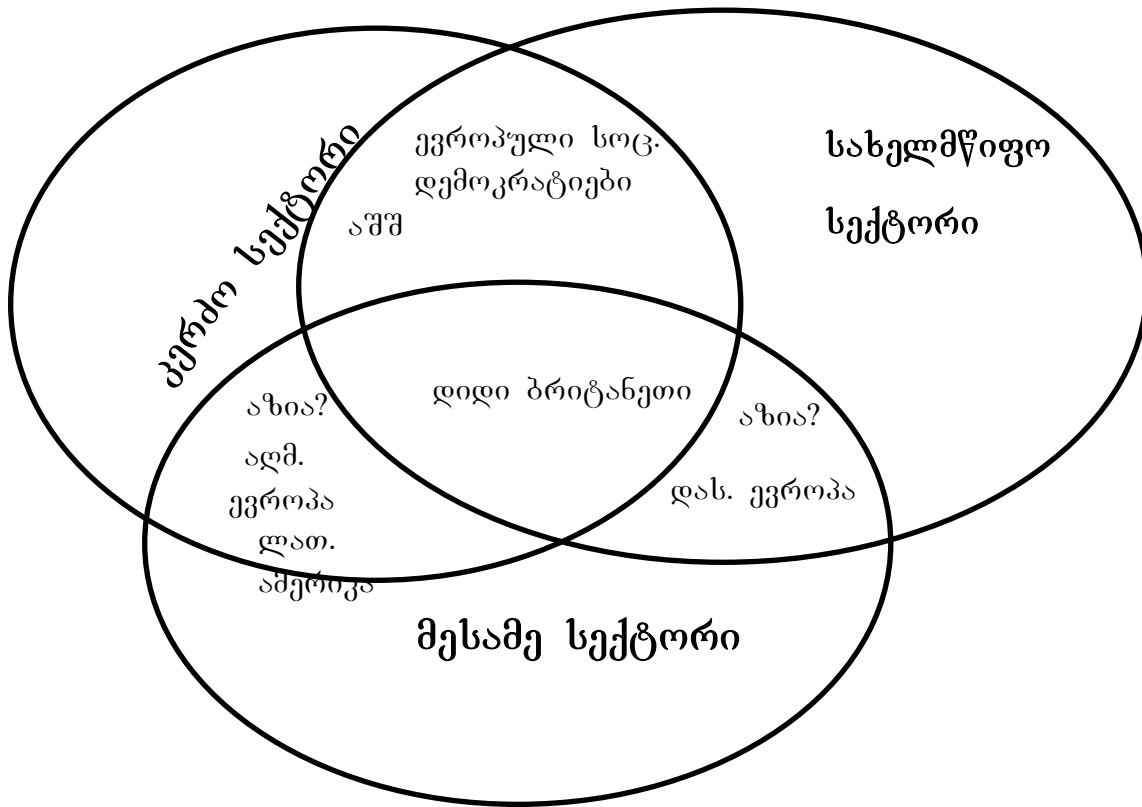 პერძო სექტორი
ევროპული სოც.
დემოკრატიები
აშშ
სახელმწიფო
სექტორი
აზია?
აღმ.
ევროპა
ლათ.
ამერიკა
დიდი ბრიტანეთი
აზია?
დას. ევროპა
მესამე სექტორი